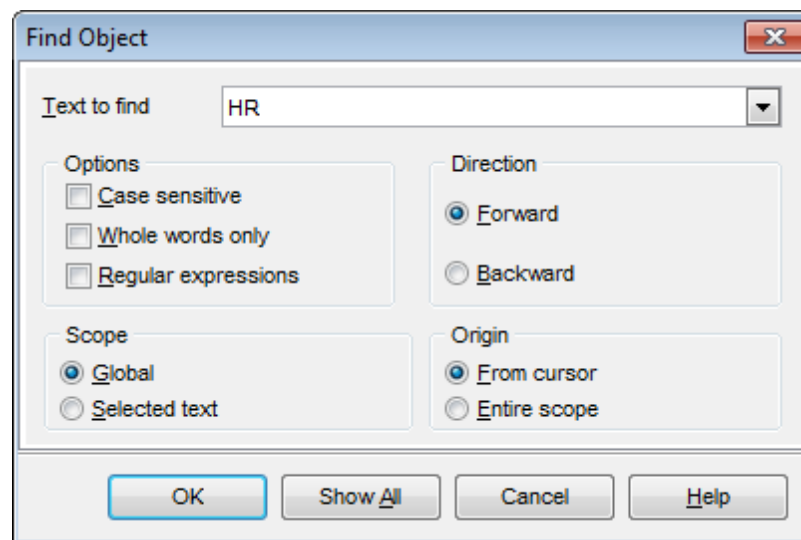 Find Object
Text to find HR
Options
Case sensitive
Whole words only
Regular expressions
Direction
Forward
Backward
Scope
Global
Selected text
Origin
From cursor
Entire scope
OK Show All Cancel Help